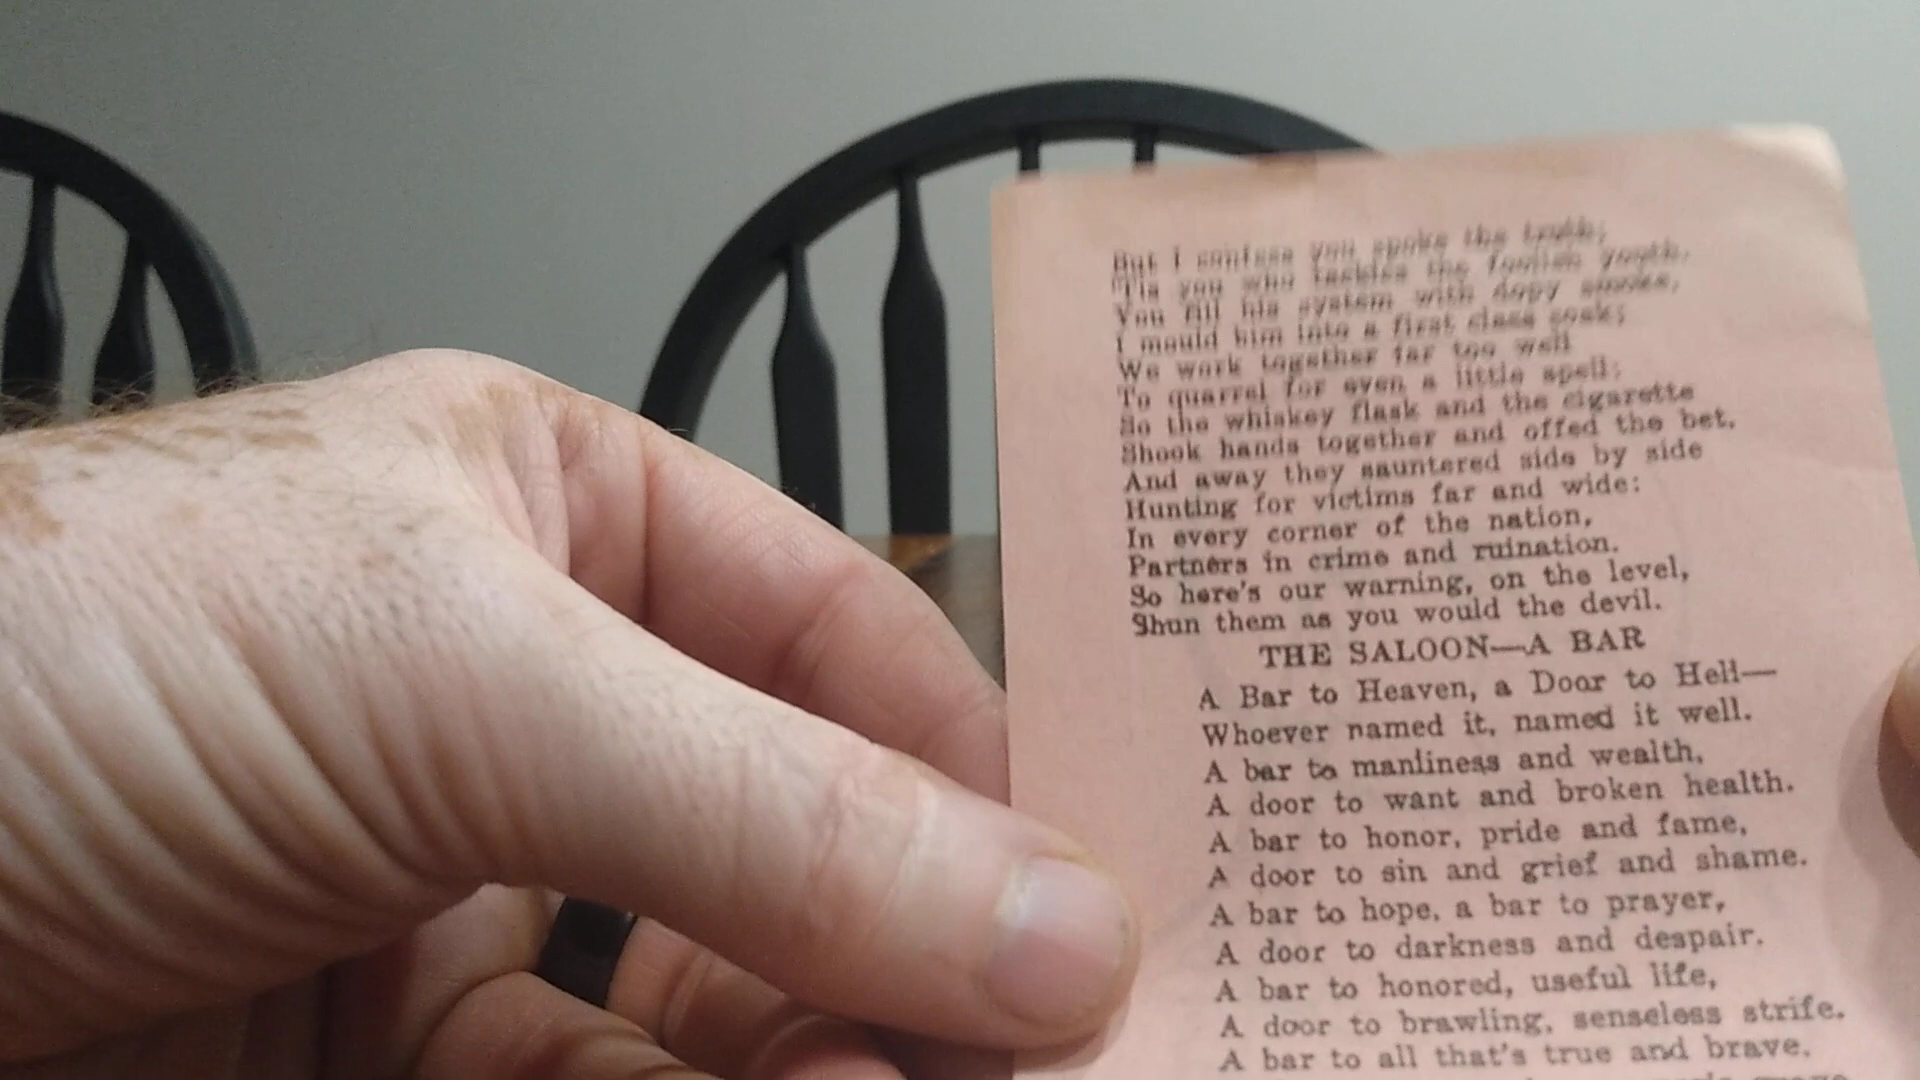 But I confess you spoke the truth;
'Tis you who tackles the foolish youth.
You fill his system with dopy smokes,
I mould him into a first class soak;
We work together far too well
To quarrel for even a little spell;
So the whiskey flask and the cigarette
Shook hands together and offed the bet.
And away they sauntered side by side
Hunting for victims far and wide:
In every corner of the nation,
Partners in crime and ruination.
So here's our warning, on the level,
Shun them as you would the devil.
THE SALOON—A BAR
A Bar to Heaven, a Door to Hell—
Whoever named it, named it well.
A bar to manliness and wealth,
A door to want and broken health.
A bar to honor, pride and fame,
A door to sin and grief and shame.
A bar to hope, a bar to prayer,
A door to darkness and despair.
A bar to honored, useful life,
A door to brawling, senseless strife.
A bar to all that's true and brave.